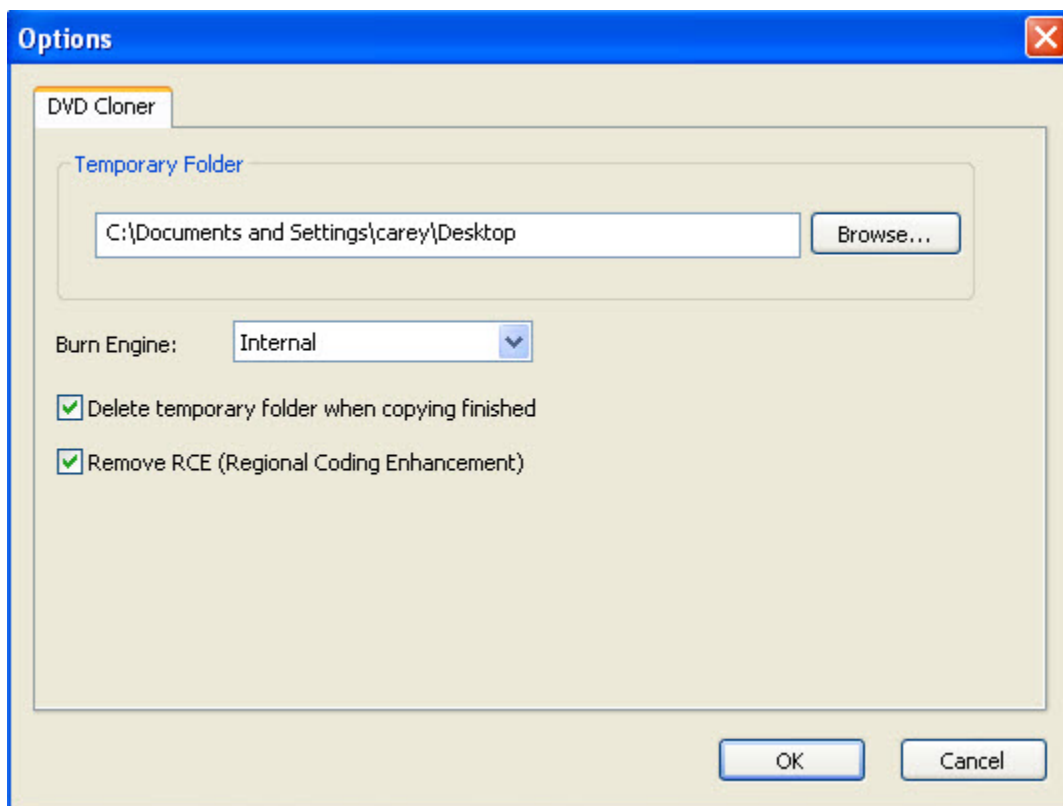 Options
DVD Cloner
Temporary Folder
C:\Documents and Settings\carey\Desktop
Browse...
Burn Engine:
Internal
Delete temporary folder when copying finished
Remove RCE (Regional Coding Enhancement)
OK
Cancel